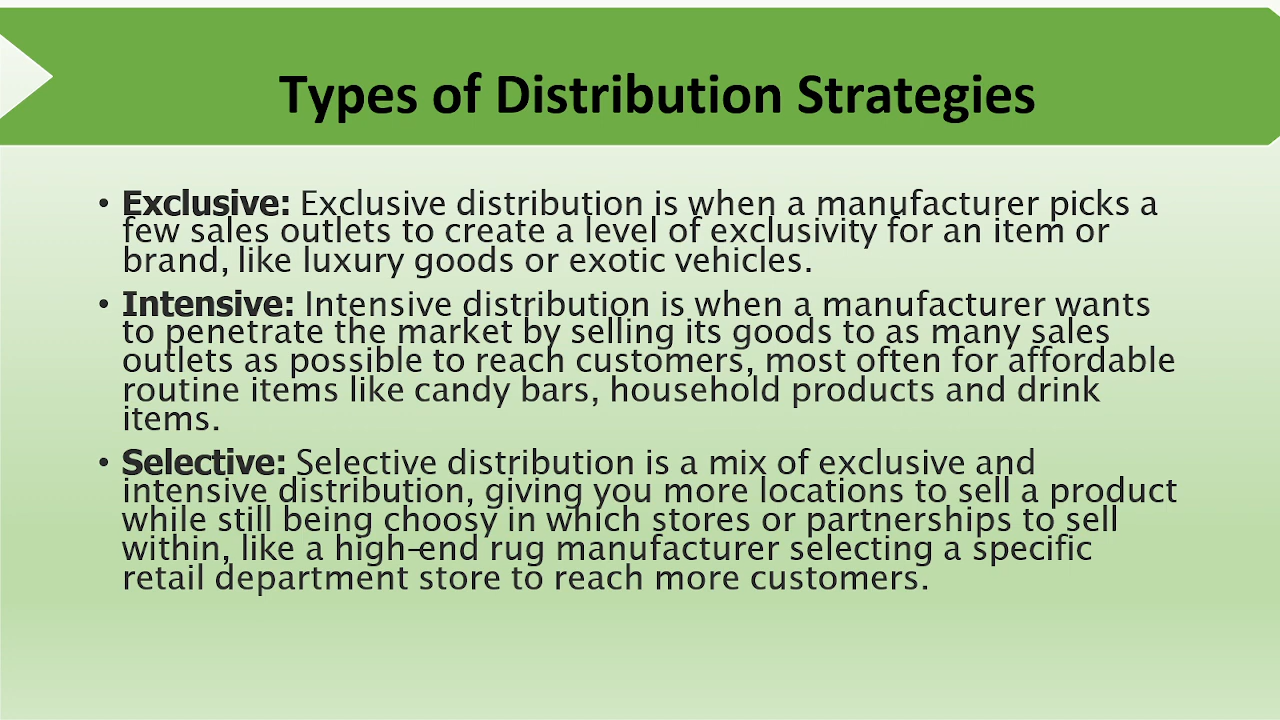 Types of Distribution Strategies
• Exclusive: Exclusive distribution is when a manufacturer picks a
few sales outlets to create a level of exclusivity for an item or
brand, like luxury goods or exotic vehicles.
• Intensive: Intensive distribution is when a manufacturer wants
to penetrate the market by selling its goods to as many sales
outlets as possible to reach customers, most often for affordable
routine items like candy bars, household products and drink
items.
• Selective: Selective distribution is a mix of exclusive and
intensive distribution, giving you more locations to sell a product
while still being choosy in which stores or partnerships to sell
within, like a high-end rug manufacturer selecting a specific
retail department store to reach more customers.